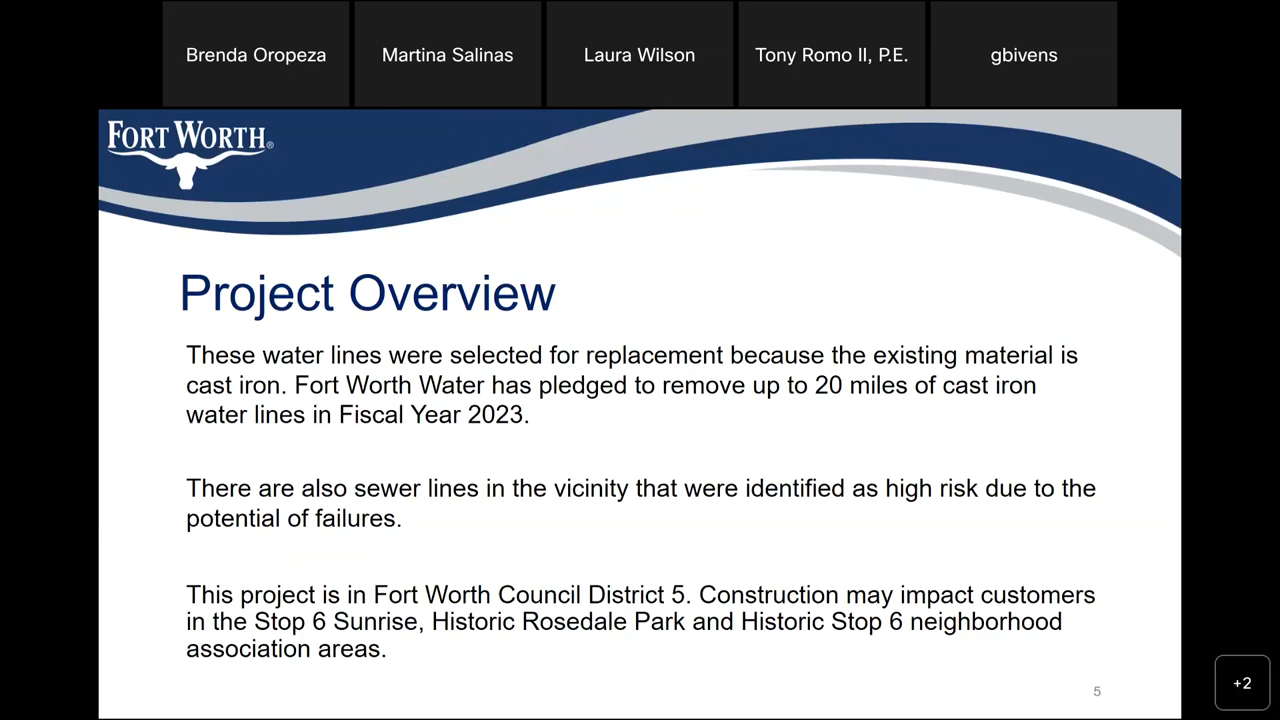 Brenda Oropeza
Martina Salinas
Laura Wilson
Tony Romo II, P.E.
gbivens
FORT WORTH®
Project Overview
These water lines were selected for replacement because the existing material is
cast iron. Fort Worth Water has pledged to remove up to 20 miles of cast iron
water lines in Fiscal Year 2023.
There are also sewer lines in the vicinity that were identified as high risk due to the
potential of failures.
This project is in Fort Worth Council District 5. Construction may impact customers
in the Stop 6 Sunrise, Historic Rosedale Park and Historic Stop 6 neighborhood
association areas.
5
+2